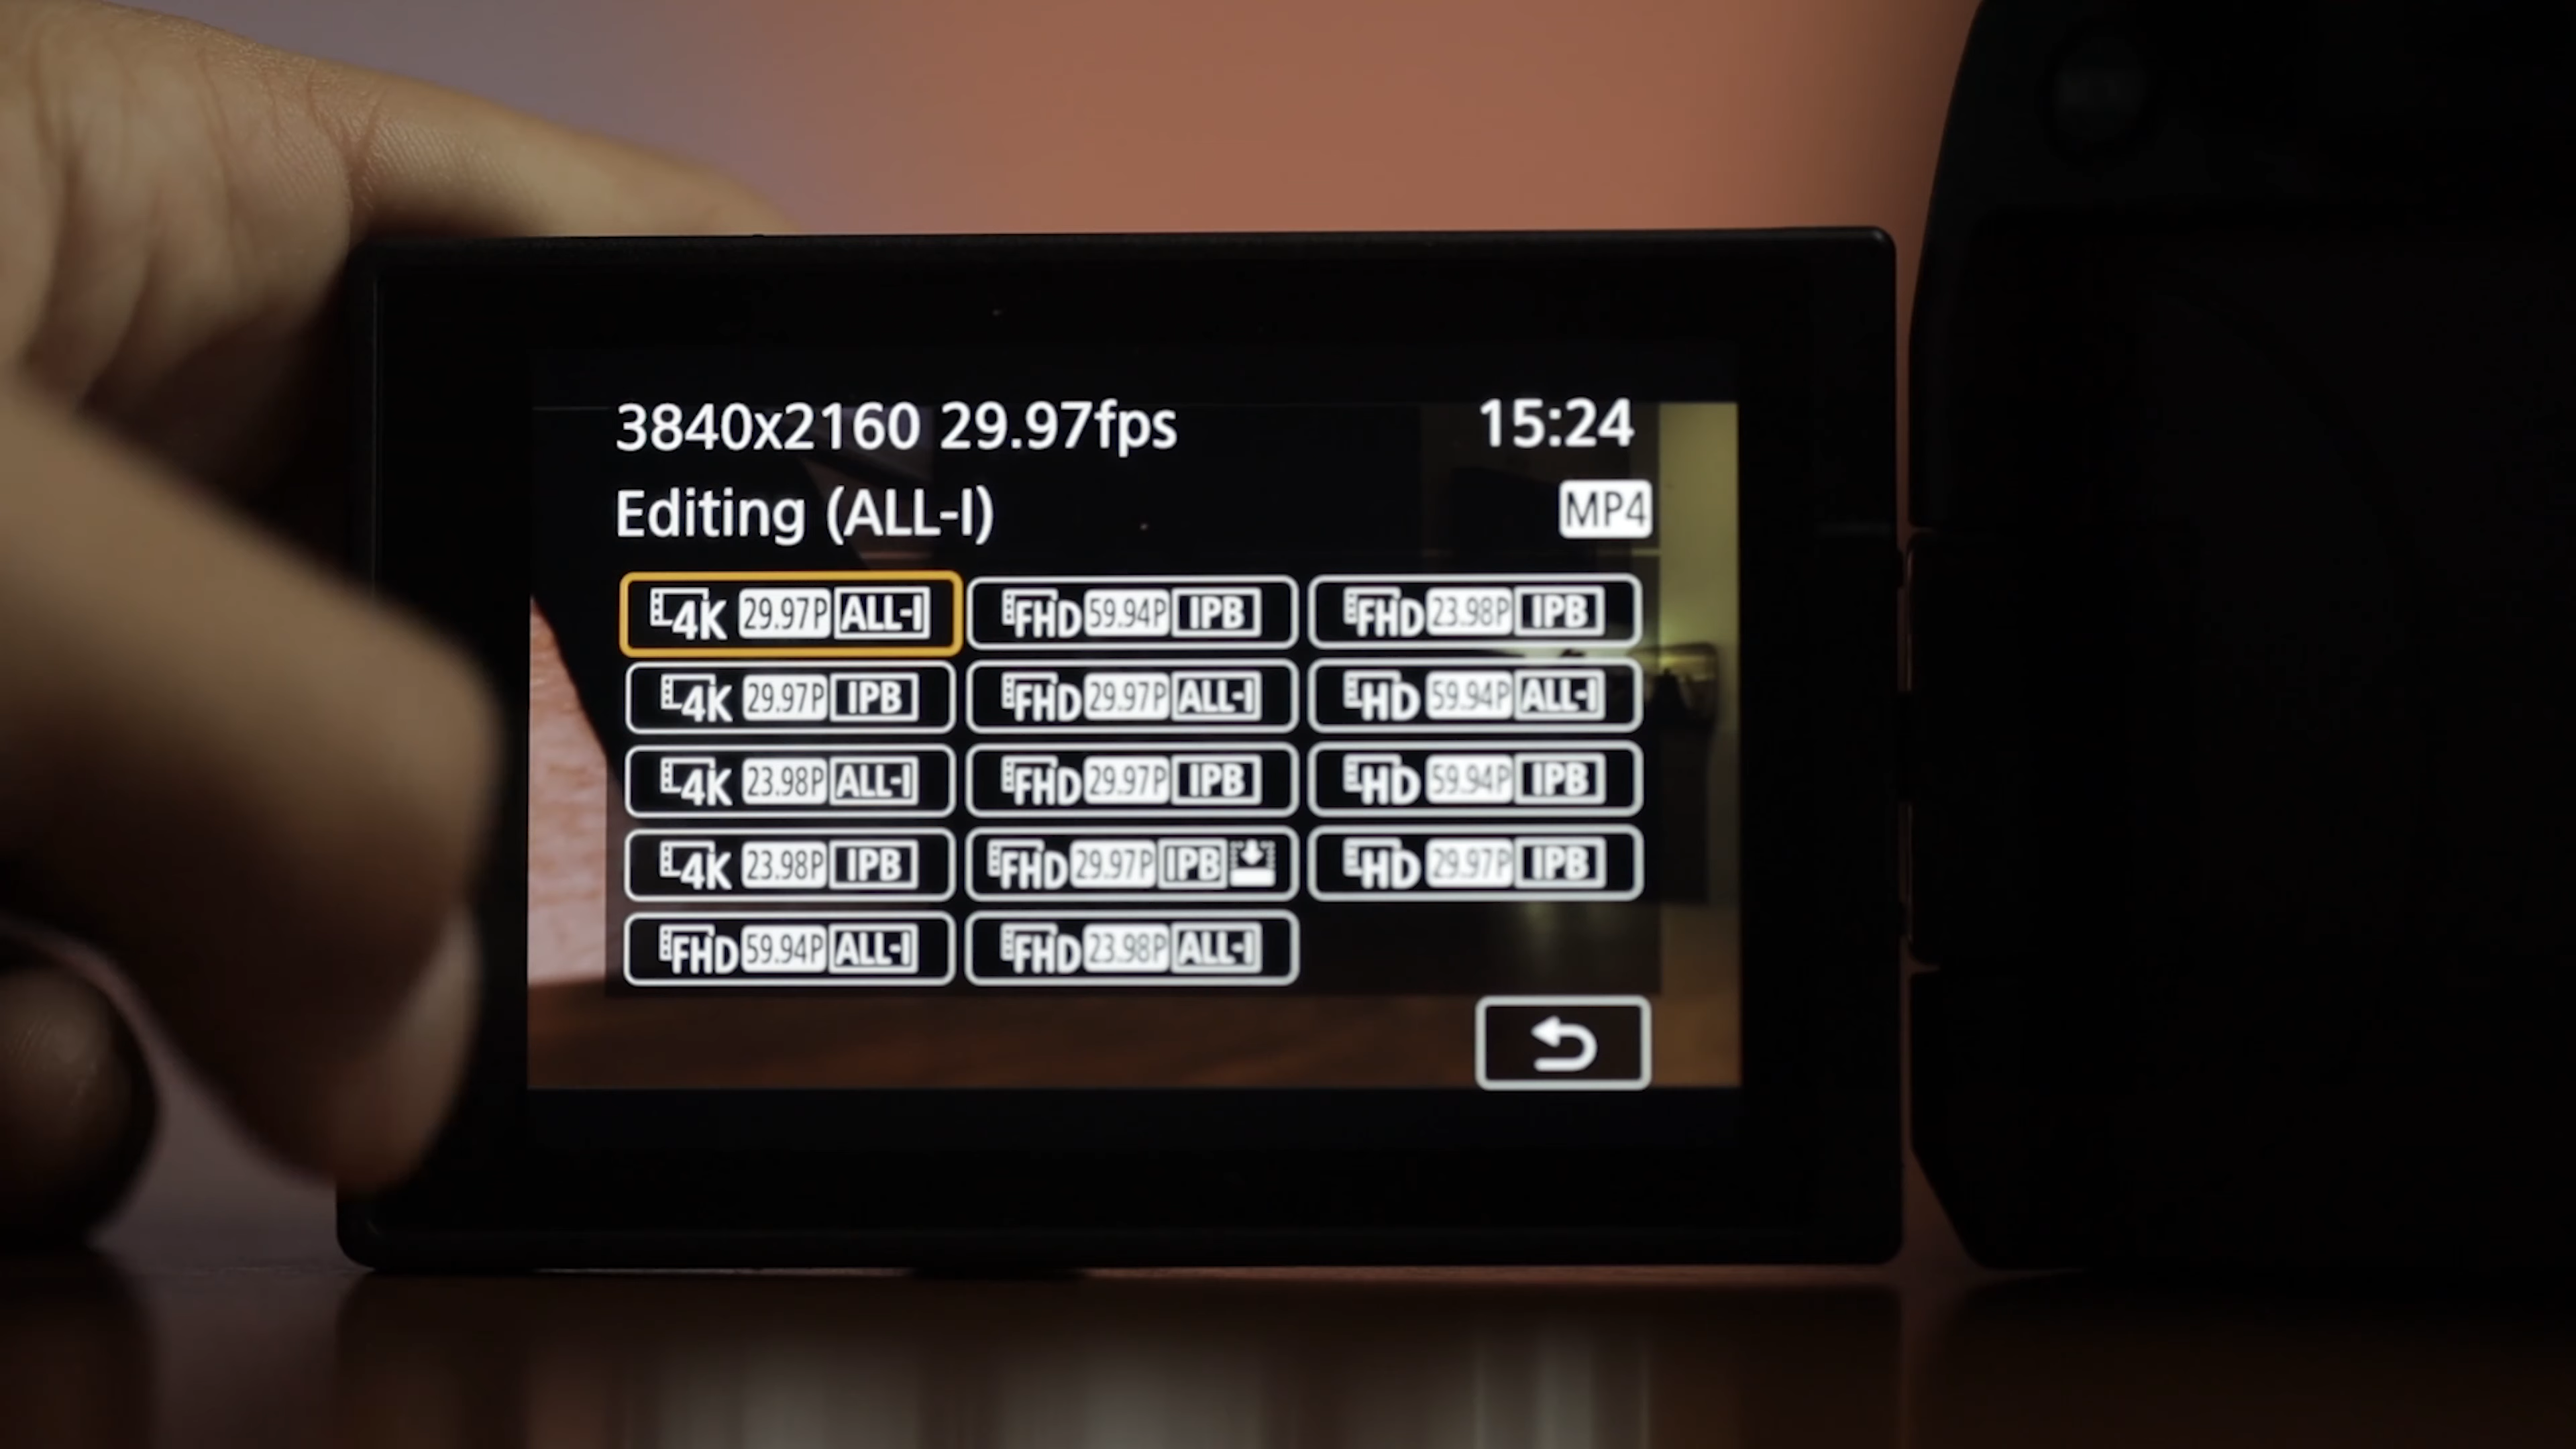 3840x2160 29.97fps 15:24
Editing (ALL-I) MP4
4K 29.97P ALL-I FHD 59.94P IPB FHD 23.98P IPB
4K 29.97P IPB FHD 29.97P ALL-I HD 59.94P ALL-I
4K 23.98P ALL-I FHD 29.97P IPB HD 59.94P IPB
4K 23.98P IPB FHD 29.97P IPB HD 29.97P IPB
FHD 59.94P ALL-I FHD 23.98P ALL-I